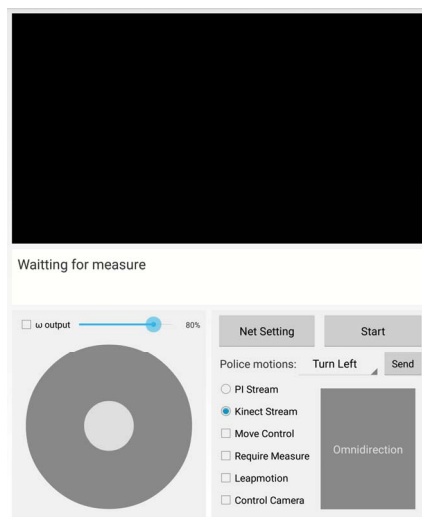 Waitting for measure
ω output 80%
Net Setting Start
Police motions: Turn Left Send
PI Stream
Kinect Stream
Move Control
Require Measure
Omnidirection
Leapmotion
Control Camera